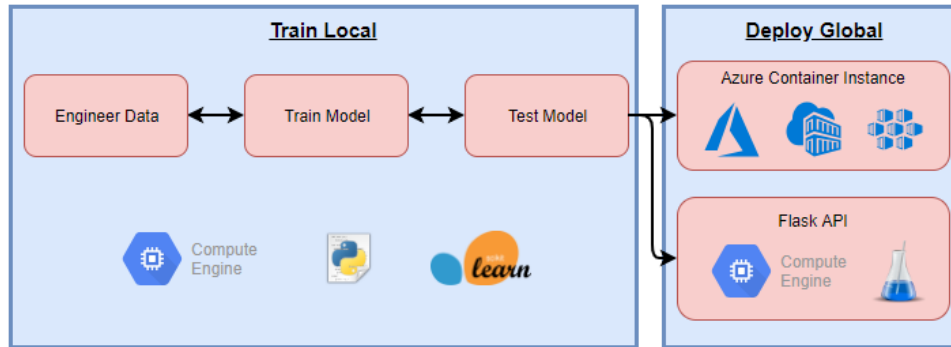 Train Local
Engineer Data
Train Model
Test Model
Compute
Engine
learn
Deploy Global
Azure Container Instance
Flask API
Compute
Engine